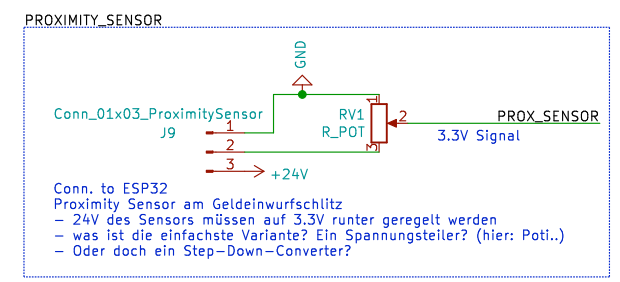 PROXIMITY_SENSOR
GND
Conn_01x03_ProximitySensor
J9
1
2
3
+24V
RV1
R_POT
1
2
3
PROX_SENSOR
3.3V Signal
Conn. to ESP32
Proximity Sensor am Geldeinwurfschlitz
- 24V des Sensors müssen auf 3.3V runter geregelt werden
- was ist die einfachste Variante? Ein Spannungsteiler? (hier: Poti..)
- Oder doch ein Step-Down-Converter?